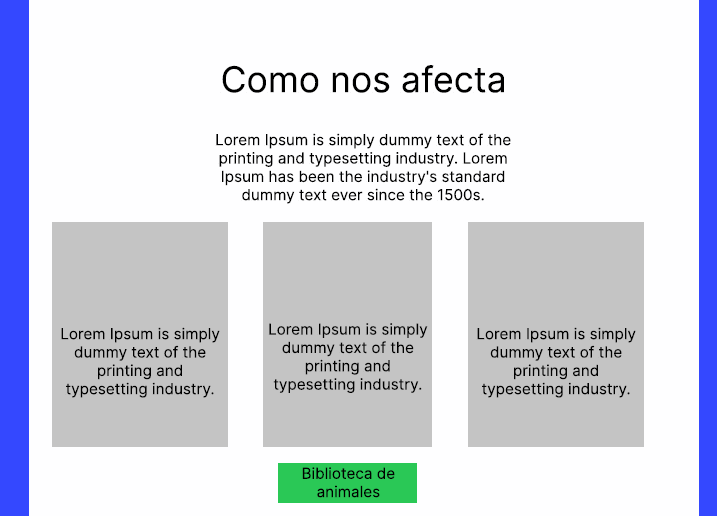 Como nos afecta
Lorem Ipsum is simply dummy text of the
printing and typesetting industry. Lorem
Ipsum has been the industry's standard
dummy text ever since the 1500s.
Lorem Ipsum is simply
dummy text of the
printing and
typesetting industry.
Lorem Ipsum is simply
dummy text of the
printing and
typesetting industry.
Lorem Ipsum is simply
dummy text of the
printing and
typesetting industry.
Biblioteca de
animales